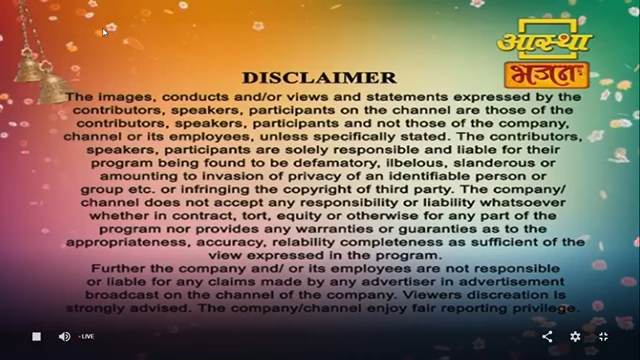 आस्था
भजन
DISCLAIMER
The images, conducts and/or views and statements expressed by the
contributors, speakers, participants on the channel are those of the
contributors, speakers, participants and not those of the company,
channel or its employees, unless specifically stated. The contributors,
speakers, participants are solely responsible and liable for their
program being found to be defamatory, ilbelous, slanderous or
amounting to invasion of privacy of an identifiable person or
group etc. or infringing the copyright of third party. The company/
channel does not accept any responsibility or liability whatsoever
whether in contract, tort, equity or otherwise for any part of the
program nor provides any warranties or guaranties as to the
appropriateness, accuracy, relability completeness as sufficient of the
view expressed in the program.
Further the company and/ or its employees are not responsible
or liable for any claims made by any advertiser in advertisement
broadcast on the channel of the company. Viewers discreation is
strongly advised. The company/channel enjoy fair reporting privilege.
LIVE